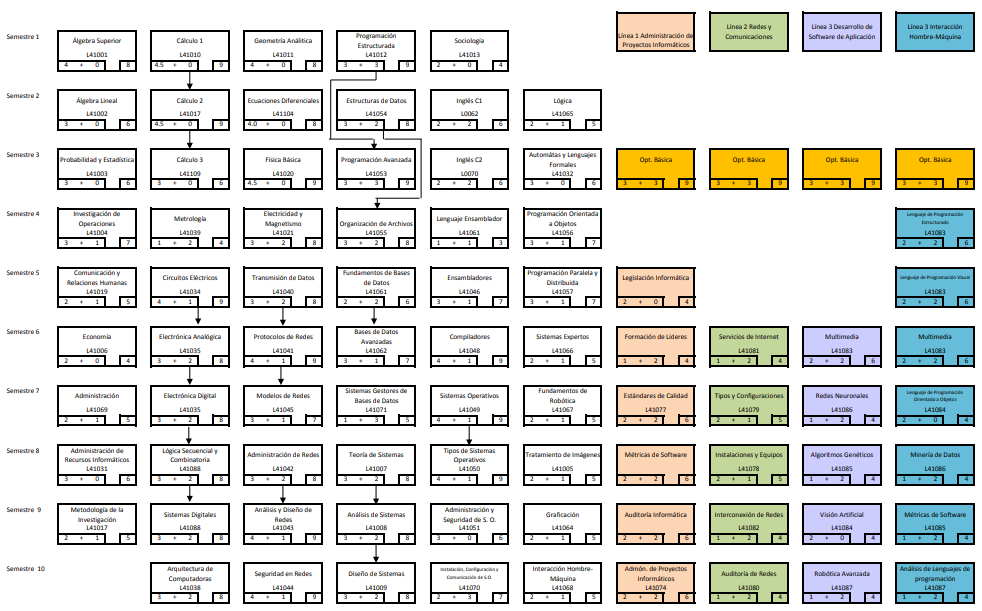 Línea 1 Administración de
Proyectos Informáticos
Línea 2 Redes y
Comunicaciones
Línea 3 Desarrollo de
Software de Aplicación
Línea 3 Interacción
Hombre-Máquina
Semestre 1
Álgebra Superior
L41001
4 + 0 8
Cálculo 1
L41010
4.5 + 0 9
Geometría Análitica
L41011
4 + 0 8
Programación
Estructurada
L41012
3 + 3 9
Sociología
L41013
2 + 0 4
Semestre 2
Álgebra Lineal
L41002
3 + 0 6
Cálculo 2
L41017
4.5 + 0 9
Ecuaciones Diferenciales
L41104
4.0 + 0 8
Estructuras de Datos
L41054
3 + 2 8
Inglés C1
L0062
2 + 2 6
Lógica
L41065
2 + 1 5
Semestre 3
Probabilidad y Estadística
L41003
3 + 0 6
Cálculo 3
L41109
3 + 0 6
Física Básica
L41020
4.5 + 0 9
Programación Avanzada
L41053
3 + 3 9
Inglés C2
L0070
2 + 2 6
Automátas y Lenguajes
Formales
L41032
3 + 0 6
Opt. Básica
3 + 3 9
Opt. Básica
3 + 3 9
Opt. Básica
3 + 3 9
Opt. Básica
3 + 3 9
Semestre 4
Investigación de
Operaciones
L41004
3 + 1 7
Metrología
L41039
1 + 2 4
Electricidad y
Magnetismo
L41021
3 + 2 8
Organización de Archivos
L41055
3 + 2 8
Lenguaje Ensamblador
L41061
1 + 1 3
Programación Orientada
a Objetos
L41056
3 + 1 7
Lenguaje de Programación
Estructurado
L41083
2 + 2 6
Semestre 5
Comunicación y
Relaciones Humanas
L41019
2 + 1 5
Circuitos Eléctricos
L41034
4 + 1 9
Transmisión de Datos
L41040
3 + 2 8
Fundamentos de Bases
de Datos
L41061
2 + 2 6
Ensambladores
L41046
3 + 1 7
Programación Paralela y
Distribuida
L41057
3 + 1 7
Legislación Informática
2 + 0 4
Lenguaje de Programación Visual
L41083
2 + 2 6
Semestre 6
Economía
L41006
2 + 0 4
Electrónica Analógica
L41035
3 + 2 8
Protocolos de Redes
L41041
4 + 1 9
Bases de Datos
Avanzadas
L41062
3 + 1 7
Compiladores
L41048
4 + 1 9
Sistemas Expertos
L41066
2 + 1 5
Formación de Lideres
1 + 2 4
Servicios de Internet
L41081
1 + 2 4
Multimedia
L41083
2 + 2 6
Multimedia
L41083
2 + 2 6
Semestre 7
Administración
L41069
2 + 1 5
Electrónica Digital
L41035
3 + 2 8
Modelos de Redes
L41045
3 + 1 7
Sistemas Gestores de
Bases de Datos
L41071
1 + 3 5
Sistemas Operativos
L41049
4 + 1 9
Fundamentos de
Robótica
L41067
2 + 1 5
Estándares de Calidad
L41077
2 + 2 6
Tipos y Configuraciones
L41079
2 + 1 5
Redes Neuronales
L41086
1 + 2 4
Lenguaje de Programación
Orientado a Objetos
L41084
2 + 0 4
Semestre 8
Administración de
Recursos Informáticos
L41031
3 + 0 6
Lógica Secuencial y
Combinatoria
L41088
3 + 2 8
Administración de Redes
L41042
3 + 2 8
Teoría de Sistemas
L41007
3 + 2 8
Tipos de Sistemas
Operativos
L41050
4 + 1 9
Tratamiento de Imágenes
L41005
2 + 1 5
Métricas de Software
2 + 2 6
Instalaciones y Equipos
L41078
2 + 1 5
Algoritmos Genéticos
L41085
1 + 2 4
Minería de Datos
L41086
1 + 2 4
Semestre 9
Metodología de la
Investigación
L41017
2 + 1 5
Sistemas Digitales
L41088
3 + 2 8
Análisis y Diseño de
Redes
L41043
4 + 1 9
Análisis de Sistemas
L41008
3 + 2 8
Administración y
Seguridad de S. O.
L41051
3 + 0 6
Graficación
L41064
2 + 1 5
Auditoría Informática
2 + 2 6
Interconexión de Redes
L41082
1 + 2 4
Visión Artificial
L41084
2 + 0 4
Métricas de Software
L41085
1 + 2 4
Semestre 10
Arquitectura de
Computadoras
L41038
3 + 2 8
Seguridad en Redes
L41044
4 + 1 9
Diseño de Sistemas
L41009
3 + 2 8
Instalación, Configuración y
Comunicación de S.O.
L41070
2 + 3 7
Interacción Hombre-
Máquina
L41068
2 + 1 5
Admón. de Proyectos
Informáticos
L41074
2 + 2 6
Auditoría de Redes
L41080
1 + 2 4
Robótica Avanzada
L41087
1 + 2 4
Análisis de Lenguajes de
programación
L41087
1 + 2 4